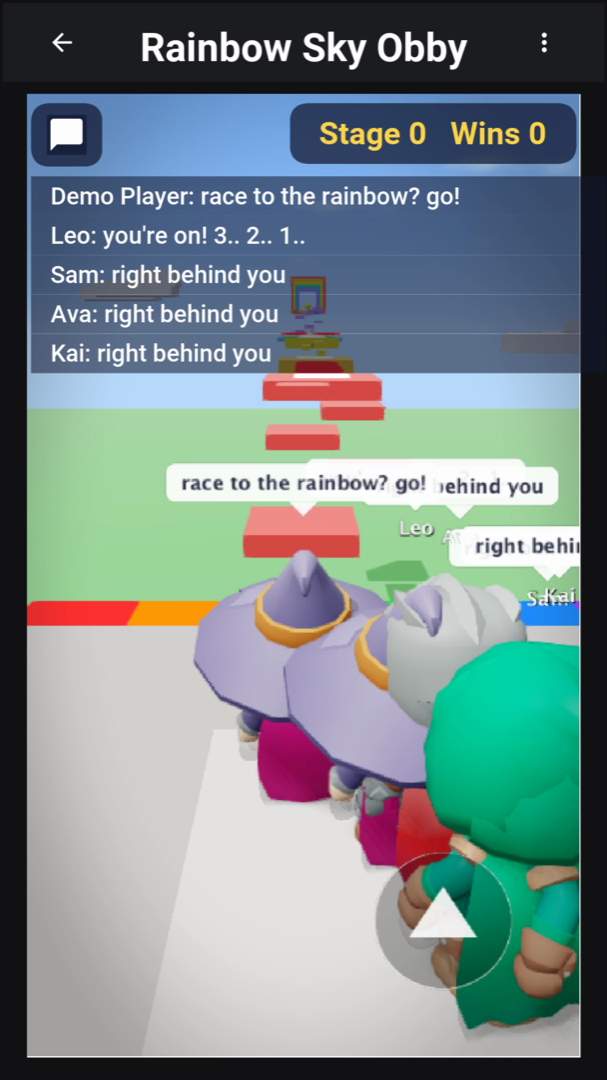 Rainbow Sky Obby
Stage 0 Wins 0
Demo Player: race to the rainbow? go!
Leo: you're on! 3.. 2.. 1..
Sam: right behind you
Ava: right behind you
Kai: right behind you
race to the rainbow? go!
behind you
Leo
right behin
Kai